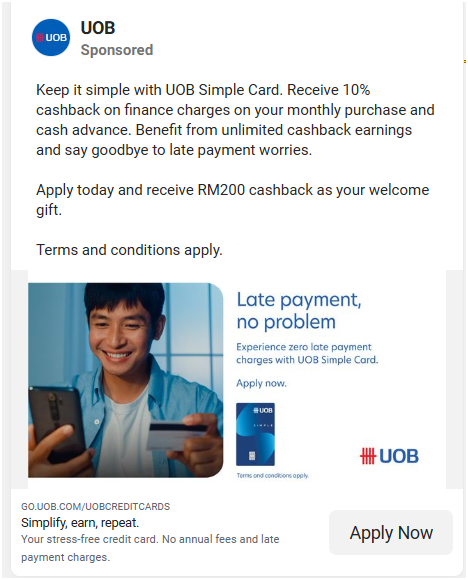 UOB
UOB
Sponsored
Keep it simple with UOB Simple Card. Receive 10%
cashback on finance charges on your monthly purchase and
cash advance. Benefit from unlimited cashback earnings
and say goodbye to late payment worries.
Apply today and receive RM200 cashback as your welcome
gift.
Terms and conditions apply.
Late payment,
no problem
Experience zero late payment
charges with UOB Simple Card.
Apply now.
UOB
SIMPLE
Terms and conditions apply.
UOB
GO.UOB.COM/UOBCREDITCARDS
Simplify, earn, repeat.
Your stress-free credit card. No annual fees and late
payment charges.
Apply Now